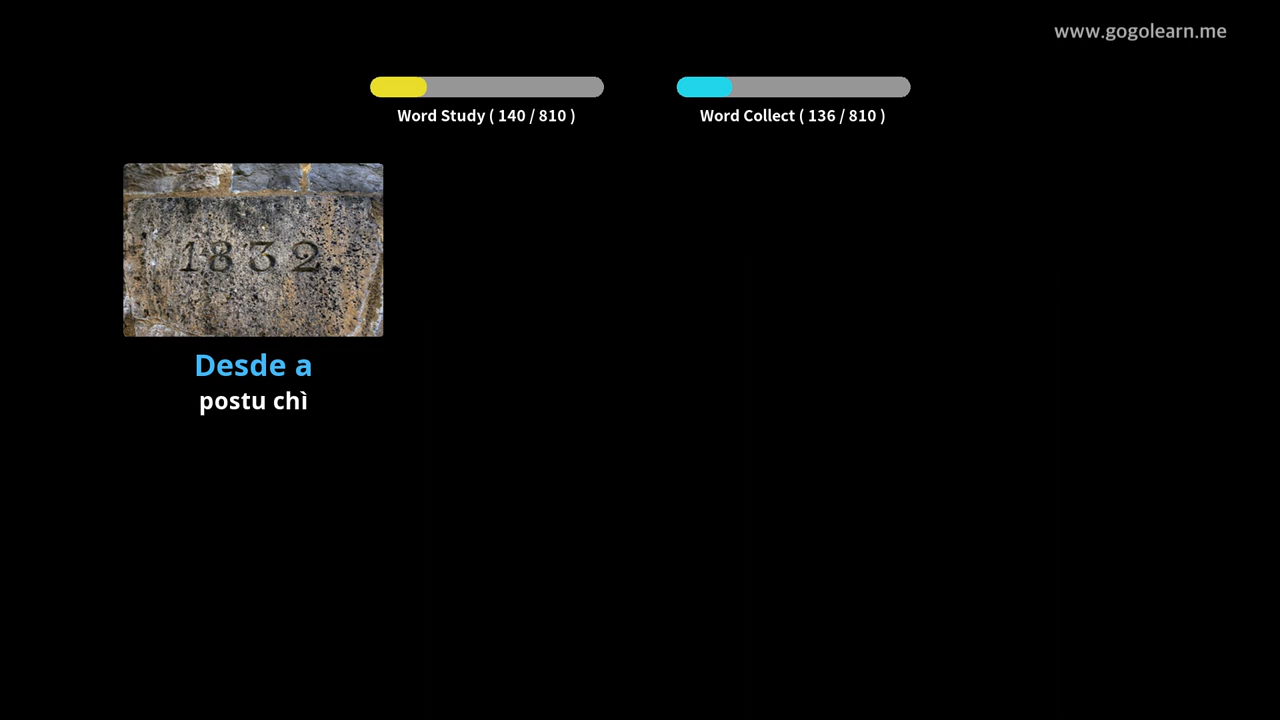 www.gogolearn.me
Word Study ( 140 / 810 )
Word Collect ( 136 / 810 )
1832
Desde a
postu chì